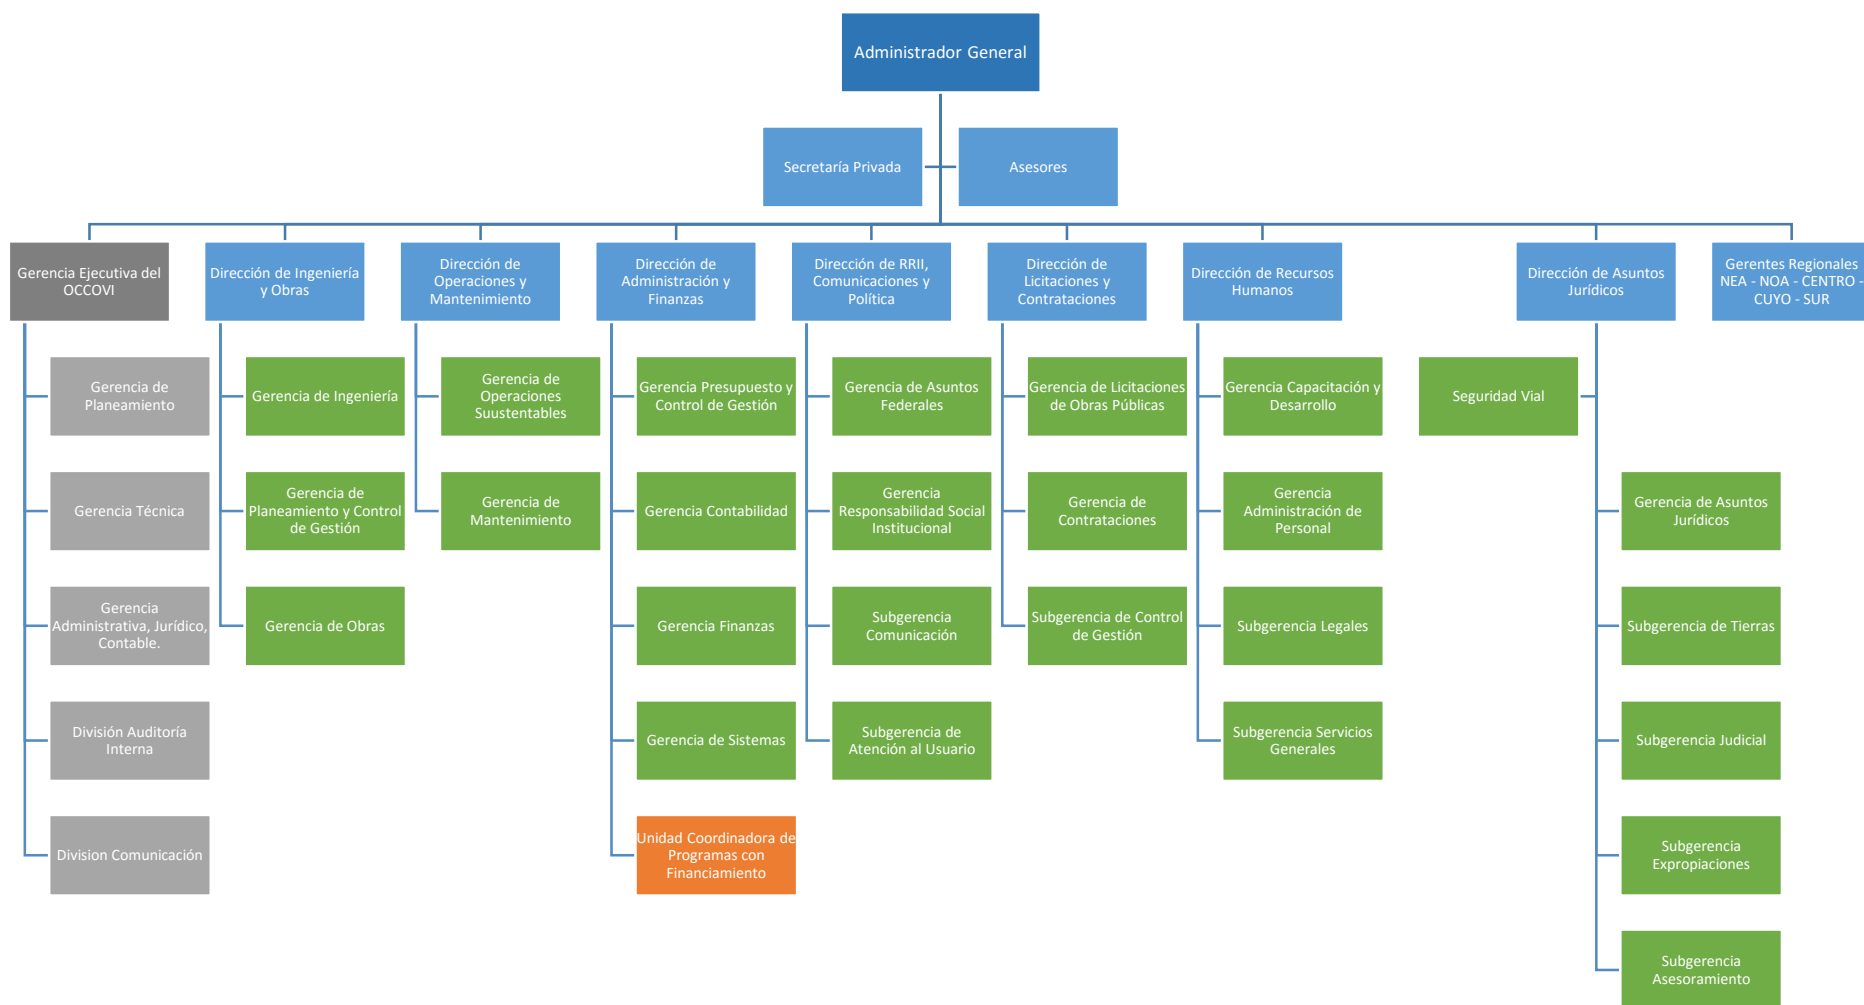 Administrador General
Secretaría Privada
Asesores
Gerencia Ejecutiva del
OCCOVI
Dirección de Ingeniería
y Obras
Dirección de
Operaciones y
Mantenimiento
Dirección de
Administración y
Finanzas
Dirección de RRII,
Comunicaciones y
Política
Dirección de
Licitaciones y
Contrataciones
Dirección de Recursos
Humanos
Dirección de Asuntos
Jurídicos
Gerentes Regionales
NEA - NOA - CENTRO -
CUYO - SUR
Gerencia de
Planeamiento
Gerencia de Ingeniería
Gerencia de
Operaciones
Suustentables
Gerencia Presupuesto y
Control de Gestión
Gerencia de Asuntos
Federales
Gerencia de Licitaciones
de Obras Públicas
Gerencia Capacitación y
Desarrollo
Seguridad Vial
Gerencia Técnica
Gerencia de
Planeamiento y Control
de Gestión
Gerencia de
Mantenimiento
Gerencia Contabilidad
Gerencia
Responsabilidad Social
Institucional
Gerencia de
Contrataciones
Gerencia
Administración de
Personal
Gerencia de Asuntos
Jurídicos
Gerencia
Administrativa, Jurídico,
Contable.
Gerencia de Obras
Gerencia Finanzas
Subgerencia
Comunicación
Subgerencia de Control
de Gestión
Subgerencia Legales
Subgerencia de Tierras
División Auditoría
Interna
Gerencia de Sistemas
Subgerencia de
Atención al Usuario
Subgerencia Servicios
Generales
Subgerencia Judicial
Division Comunicación
Unidad Coordinadora de
Programas con
Financiamiento
Subgerencia
Expropiaciones
Subgerencia
Asesoramiento